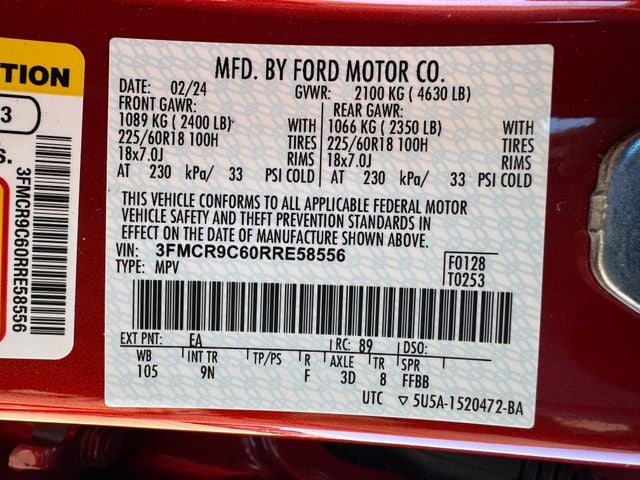 TION
3
s.
3FMCR9C60RRE58556
MFD. BY FORD MOTOR CO.
DATE: 02/24 GVWR: 2100 KG ( 4630 LB)
FRONT GAWR: REAR GAWR:
1089 KG ( 2400 LB) WITH 1066 KG ( 2350 LB) WITH
225/60R18 100H TIRES 225/60R18 100H TIRES
18x7.0J RIMS 18x7.0J RIMS
AT 230 kPa/ 33 PSI COLD AT 230 kPa/ 33 PSI COLD
THIS VEHICLE CONFORMS TO ALL APPLICABLE FEDERAL MOTOR
VEHICLE SAFETY AND THEFT PREVENTION STANDARDS IN
EFFECT ON THE DATE OF MANUFACTURE SHOWN ABOVE.
VIN: 3FMCR9C60RRE58556
TYPE: MPV
F0128
T0253
EXT PNT: EA RC: 89 DSO:
WB INT TR TP/PS R AXLE TR SPR
105 9N F 3D 8 FFBB
UTC ▽ 5U5A-1520472-BA